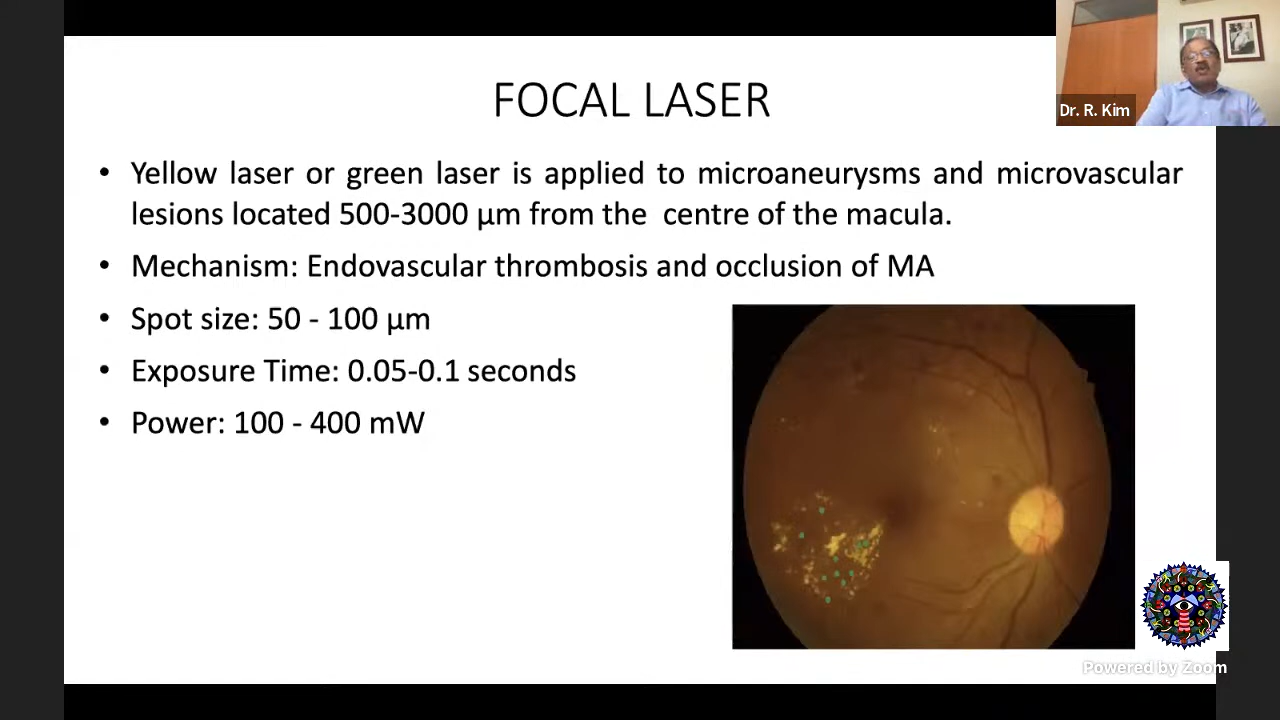 FOCAL LASER
Dr. R. Kim
• Yellow laser or green laser is applied to microaneurysms and microvascular
lesions located 500-3000 µm from the centre of the macula.
• Mechanism: Endovascular thrombosis and occlusion of MA
• Spot size: 50 - 100 µm
• Exposure Time: 0.05-0.1 seconds
• Power: 100 - 400 mW
Powered by Zoom